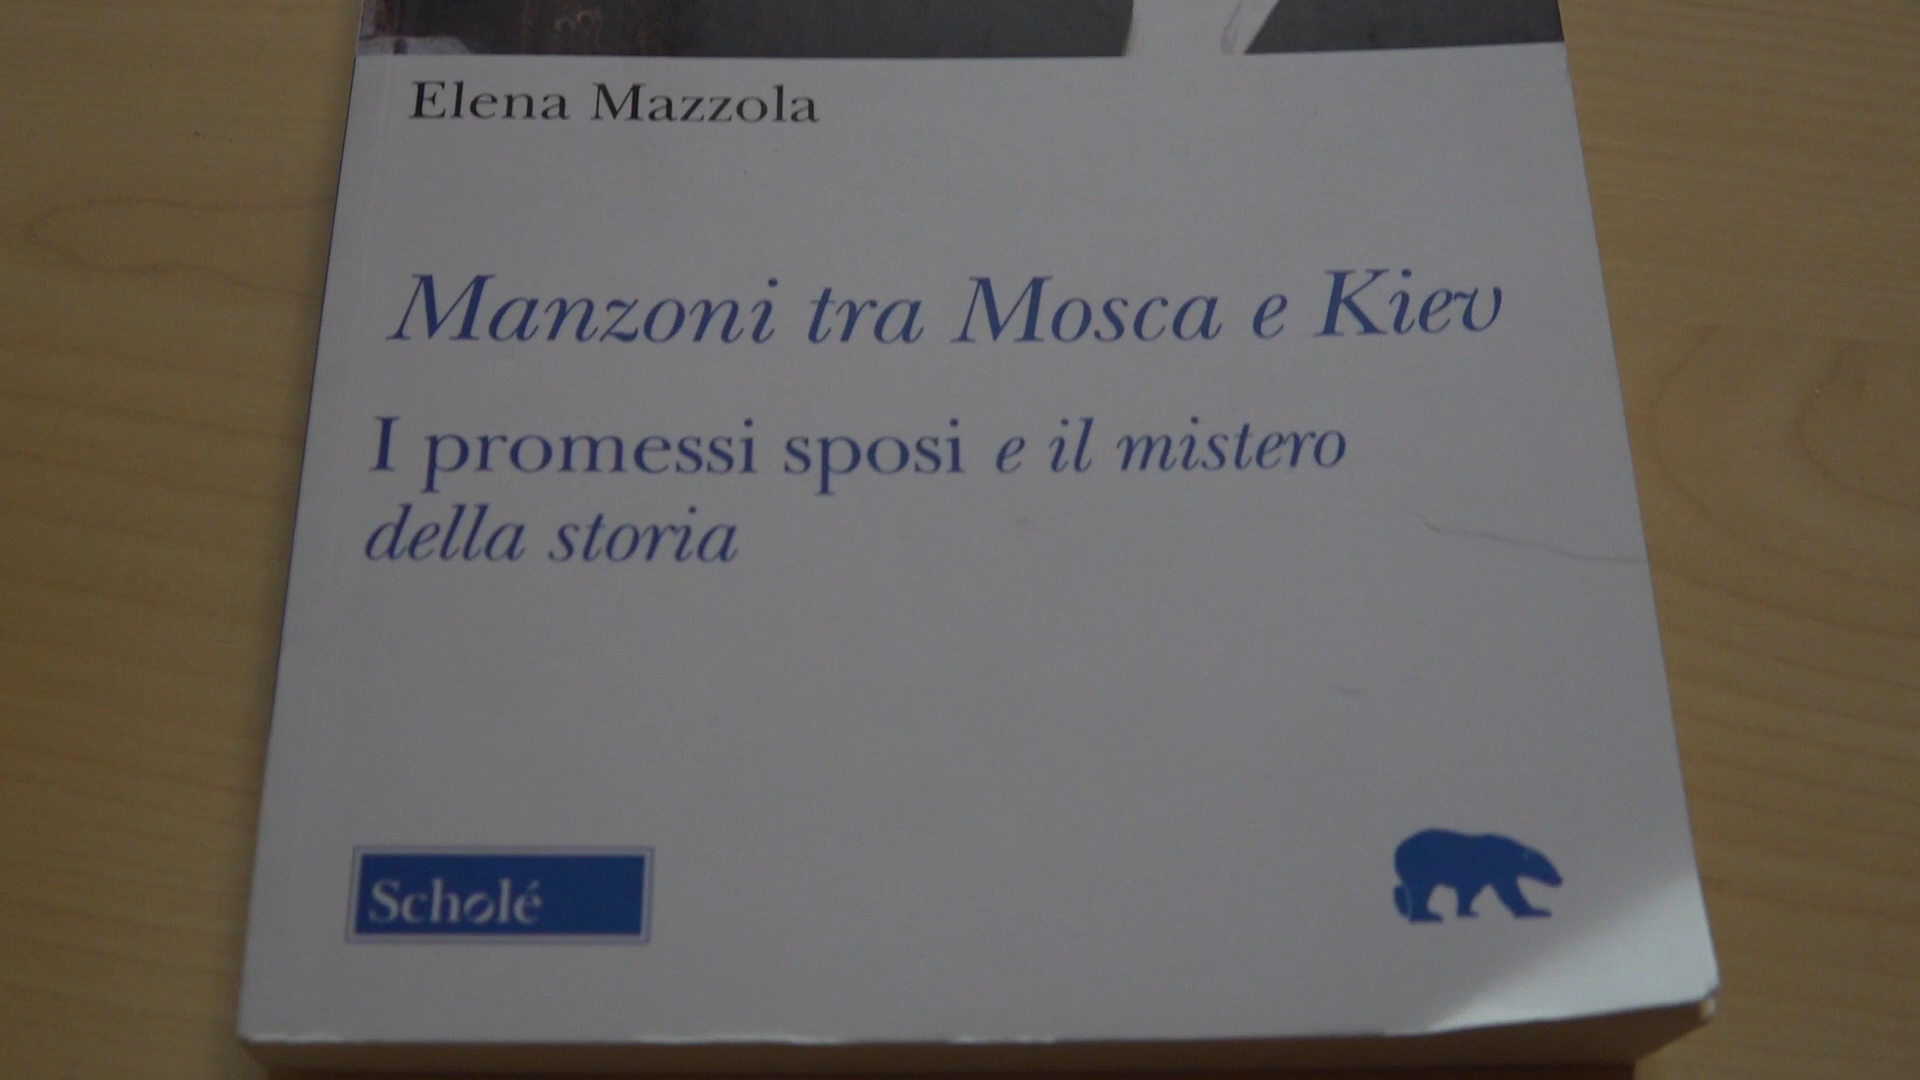 Elena Mazzola
Manzoni tra Mosca e Kiev
I promessi sposi e il mistero
della storia
Scholé